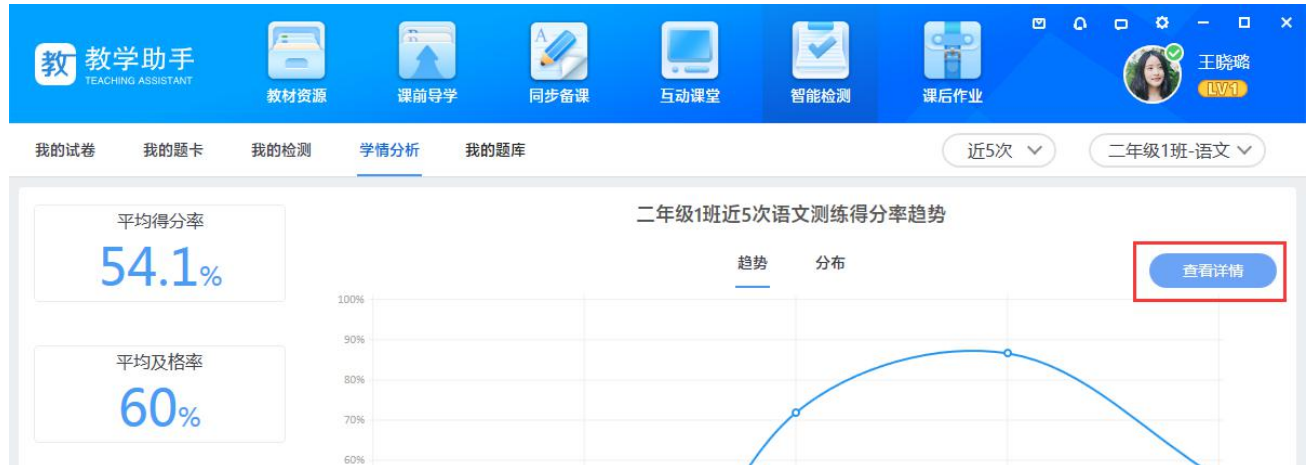 教 教学助手
TEACHING ASSISTANT
教材资源 课前导学 同步备课 互动课堂 智能检测 课后作业
王晓璐
LV1
我的试卷 我的题卡 我的检测 学情分析 我的题库 近5次 二年级1班-语文
平均得分率
54.1%
二年级1班近5次语文测练得分率趋势
趋势 分布
查看详情
100%
90%
80%
70%
60%
平均及格率
60%